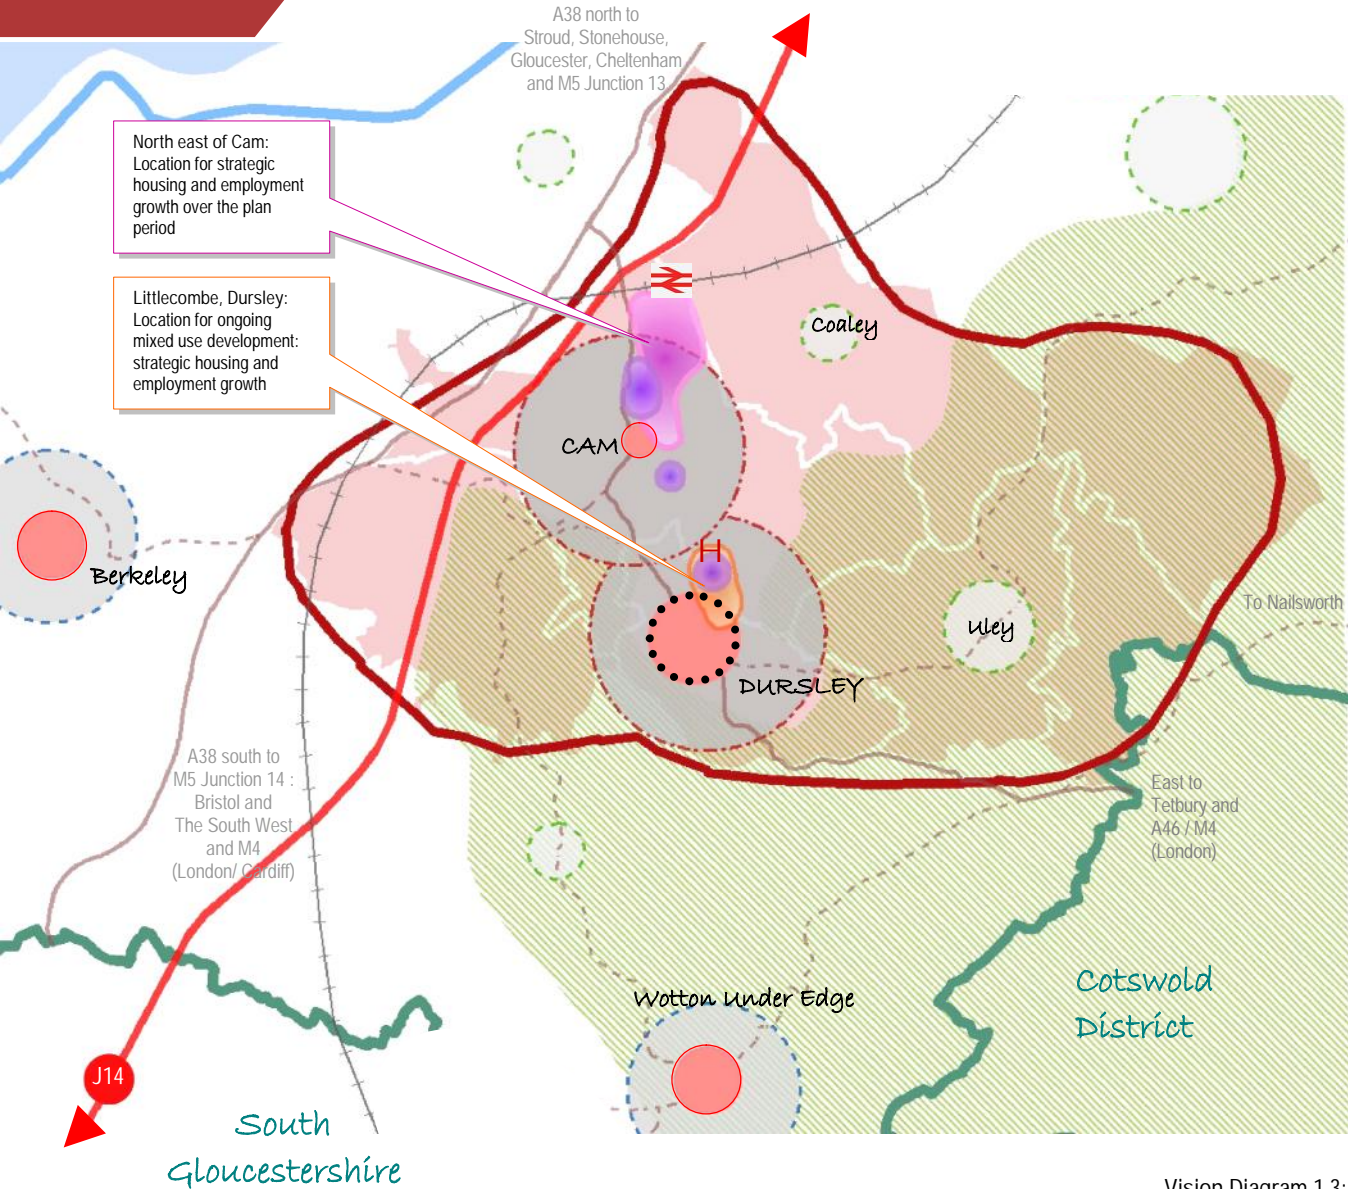 A38 north to
Stroud, Stonehouse,
Gloucester, Cheltenham
and M5 Junction 13
North east of Cam:
Location for strategic
housing and employment
growth over the plan
period
Littlecombe, Dursley:
Location for ongoing
mixed use development:
strategic housing and
employment growth
Coaley
CAM
H
Berkeley
Uley
To Nailsworth
DURSLEY
A38 south to
M5 Junction 14 :
Bristol and
The South West
and M4
(London/ Cardiff)
East to
Tetbury and
A46 / M4
(London)
Wotton Under Edge
Cotswold
District
J14
South
Gloucestershire
Vision Diagram 1.3: